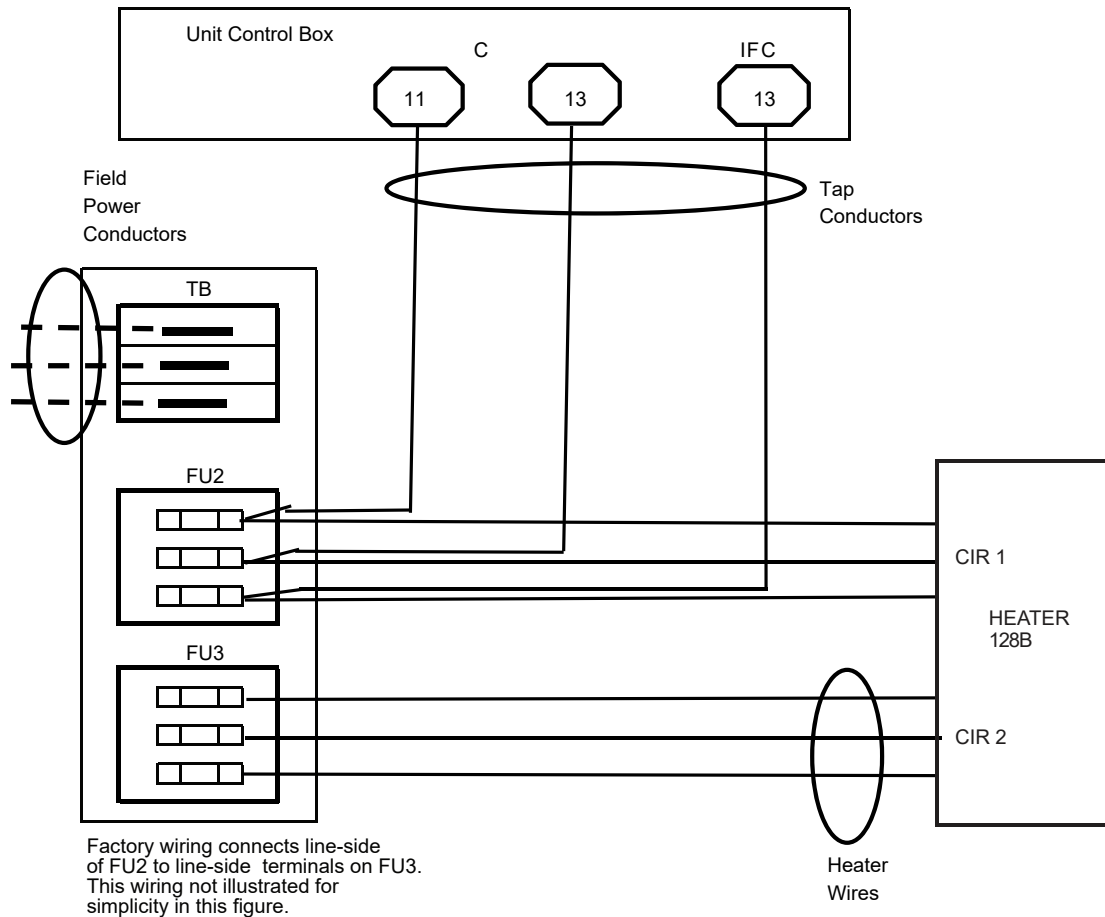 Unit Control Box
C
IFC
11
13
13
Field
Power
Conductors
Tap
Conductors
TB
FU2
CIR 1
HEATER
128B
FU3
CIR 2
Factory wiring connects line-side
of FU2 to line-side terminals on FU3.
This wiring not illustrated for
simplicity in this figure.
Heater
Wires